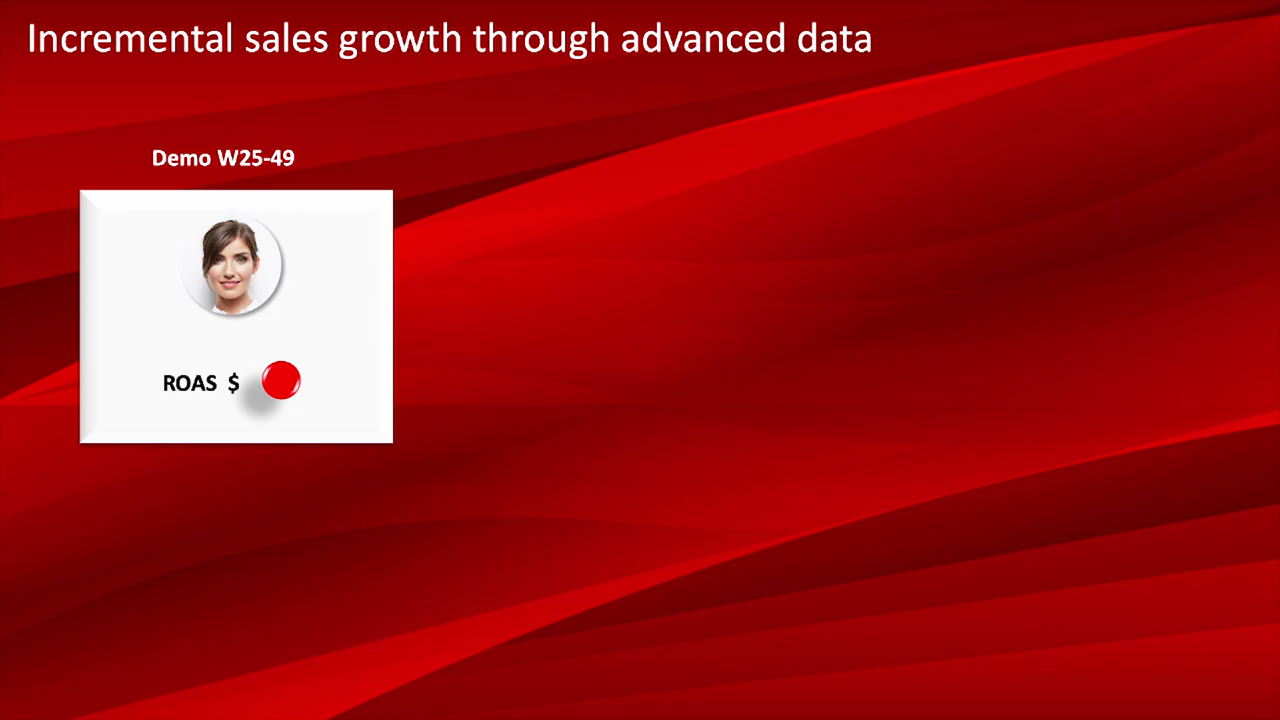 Incremental sales growth through advanced data
Demo W25-49
ROAS $